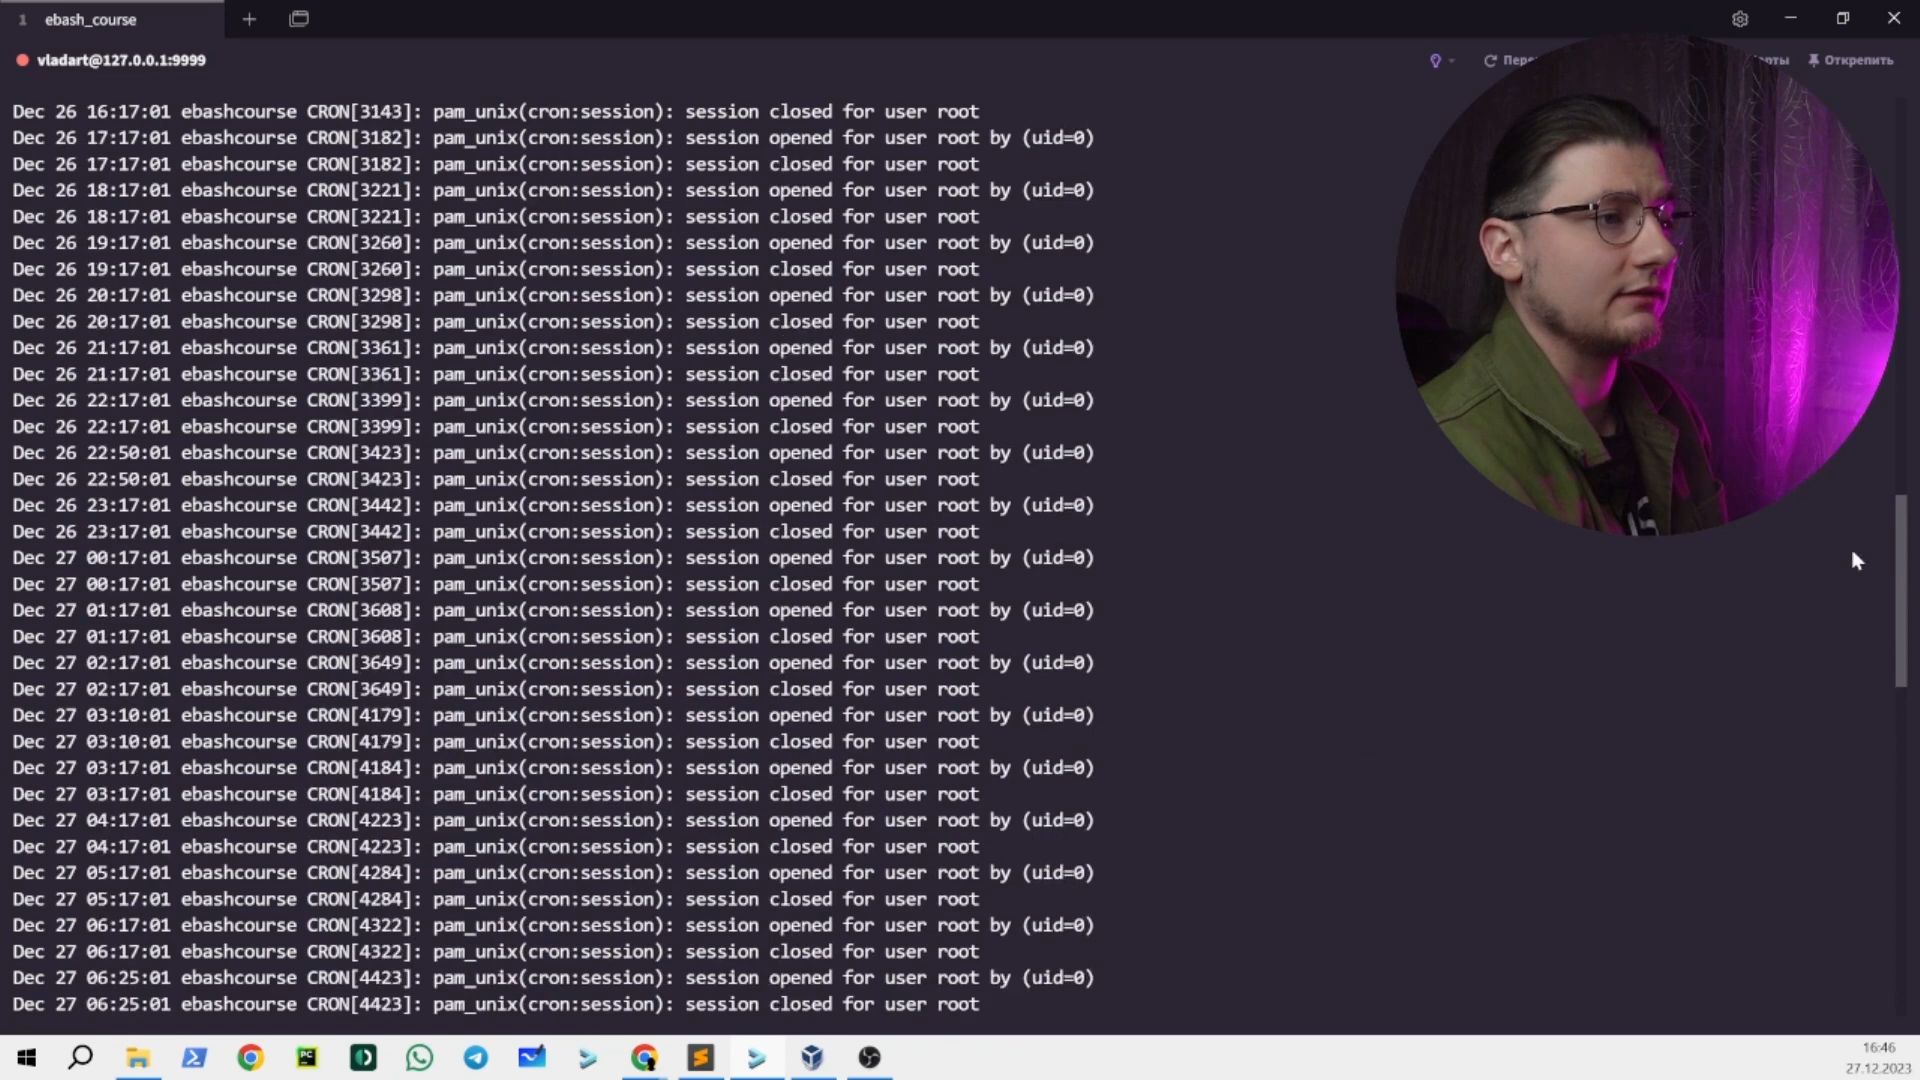 1 ebash_course
vladart@127.0.0.1:9999
Откреπить
Dec 26 16:17:01 ebashcourse CRON[3143]: pam_unix(cron:session): session closed for user root
Dec 26 17:17:01 ebashcourse CRON[3182]: pam_unix(cron:session): session opened for user root by (uid=0)
Dec 26 17:17:01 ebashcourse CRON[3182]: pam_unix(cron:session): session closed for user root
Dec 26 18:17:01 ebashcourse CRON[3221]: pam_unix(cron:session): session opened for user root by (uid=0)
Dec 26 18:17:01 ebashcourse CRON[3221]: pam_unix(cron:session): session closed for user root
Dec 26 19:17:01 ebashcourse CRON[3260]: pam_unix(cron:session): session opened for user root by (uid=0)
Dec 26 19:17:01 ebashcourse CRON[3260]: pam_unix(cron:session): session closed for user root
Dec 26 20:17:01 ebashcourse CRON[3298]: pam_unix(cron:session): session opened for user root by (uid=0)
Dec 26 20:17:01 ebashcourse CRON[3298]: pam_unix(cron:session): session closed for user root
Dec 26 21:17:01 ebashcourse CRON[3361]: pam_unix(cron:session): session opened for user root by (uid=0)
Dec 26 21:17:01 ebashcourse CRON[3361]: pam_unix(cron:session): session closed for user root
Dec 26 22:17:01 ebashcourse CRON[3399]: pam_unix(cron:session): session opened for user root by (uid=0)
Dec 26 22:17:01 ebashcourse CRON[3399]: pam_unix(cron:session): session closed for user root
Dec 26 22:50:01 ebashcourse CRON[3423]: pam_unix(cron:session): session opened for user root by (uid=0)
Dec 26 22:50:01 ebashcourse CRON[3423]: pam_unix(cron:session): session closed for user root
Dec 26 23:17:01 ebashcourse CRON[3442]: pam_unix(cron:session): session opened for user root by (uid=0)
Dec 26 23:17:01 ebashcourse CRON[3442]: pam_unix(cron:session): session closed for user root
Dec 27 00:17:01 ebashcourse CRON[3507]: pam_unix(cron:session): session opened for user root by (uid=0)
Dec 27 00:17:01 ebashcourse CRON[3507]: pam_unix(cron:session): session closed for user root
Dec 27 01:17:01 ebashcourse CRON[3608]: pam_unix(cron:session): session opened for user root by (uid=0)
Dec 27 01:17:01 ebashcourse CRON[3608]: pam_unix(cron:session): session closed for user root
Dec 27 02:17:01 ebashcourse CRON[3649]: pam_unix(cron:session): session opened for user root by (uid=0)
Dec 27 02:17:01 ebashcourse CRON[3649]: pam_unix(cron:session): session closed for user root
Dec 27 03:10:01 ebashcourse CRON[4179]: pam_unix(cron:session): session opened for user root by (uid=0)
Dec 27 03:10:01 ebashcourse CRON[4179]: pam_unix(cron:session): session closed for user root
Dec 27 03:17:01 ebashcourse CRON[4184]: pam_unix(cron:session): session opened for user root by (uid=0)
Dec 27 03:17:01 ebashcourse CRON[4184]: pam_unix(cron:session): session closed for user root
Dec 27 04:17:01 ebashcourse CRON[4223]: pam_unix(cron:session): session opened for user root by (uid=0)
Dec 27 04:17:01 ebashcourse CRON[4223]: pam_unix(cron:session): session closed for user root
Dec 27 05:17:01 ebashcourse CRON[4284]: pam_unix(cron:session): session opened for user root by (uid=0)
Dec 27 05:17:01 ebashcourse CRON[4284]: pam_unix(cron:session): session closed for user root
Dec 27 06:17:01 ebashcourse CRON[4322]: pam_unix(cron:session): session opened for user root by (uid=0)
Dec 27 06:17:01 ebashcourse CRON[4322]: pam_unix(cron:session): session closed for user root
Dec 27 06:25:01 ebashcourse CRON[4423]: pam_unix(cron:session): session opened for user root by (uid=0)
Dec 27 06:25:01 ebashcourse CRON[4423]: pam_unix(cron:session): session closed for user root
PC
16:46
27.12.2023